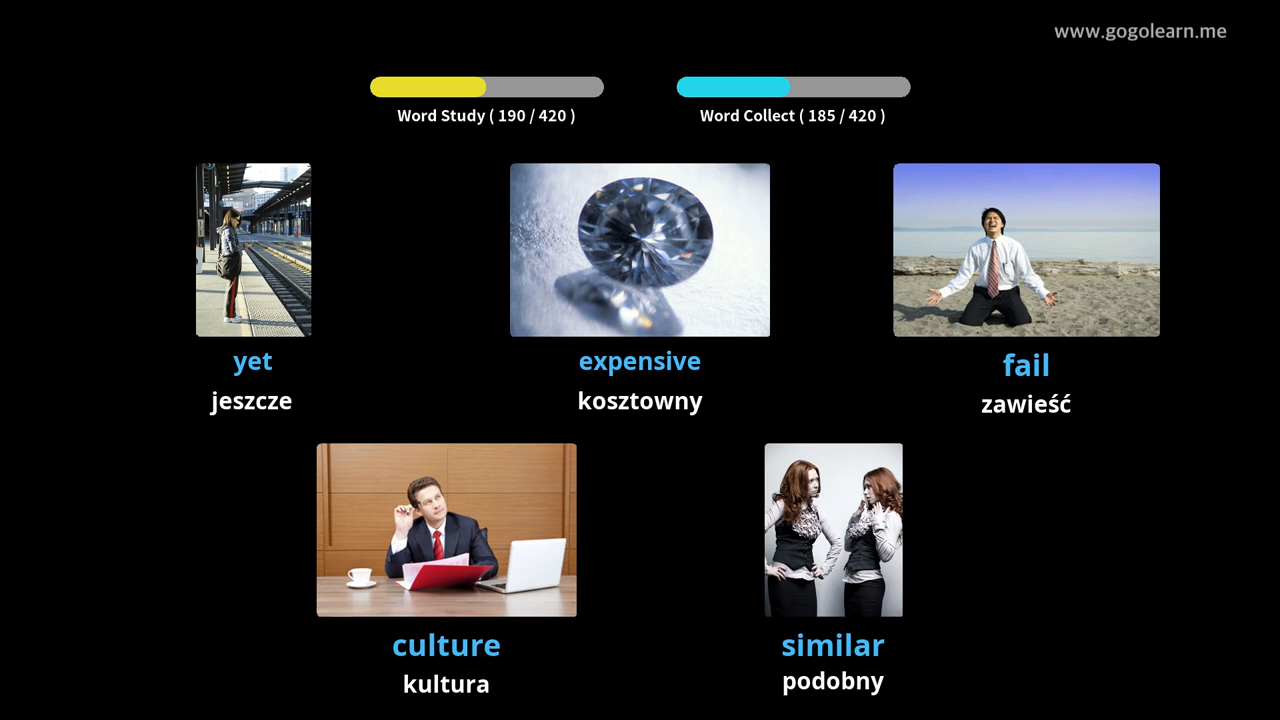 www.gogolearn.me
Word Study ( 190 / 420 )
Word Collect ( 185 / 420 )
yet
jeszcze
expensive
kosztowny
fail
zawieść
culture
kultura
similar
podobny